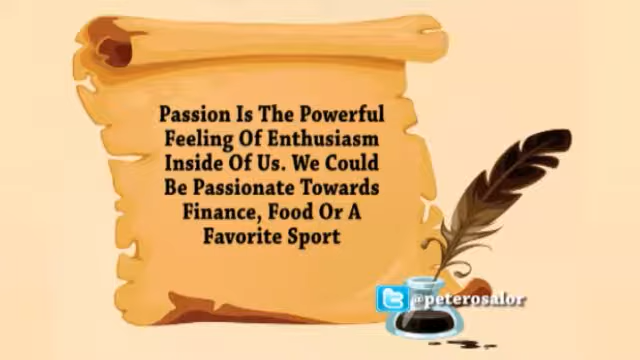 Passion Is The Powerful
Feeling Of Enthusiasm
Inside Of Us. We Could
Be Passionate Towards
Finance, Food Or A
Favorite Sport
@peterosalor